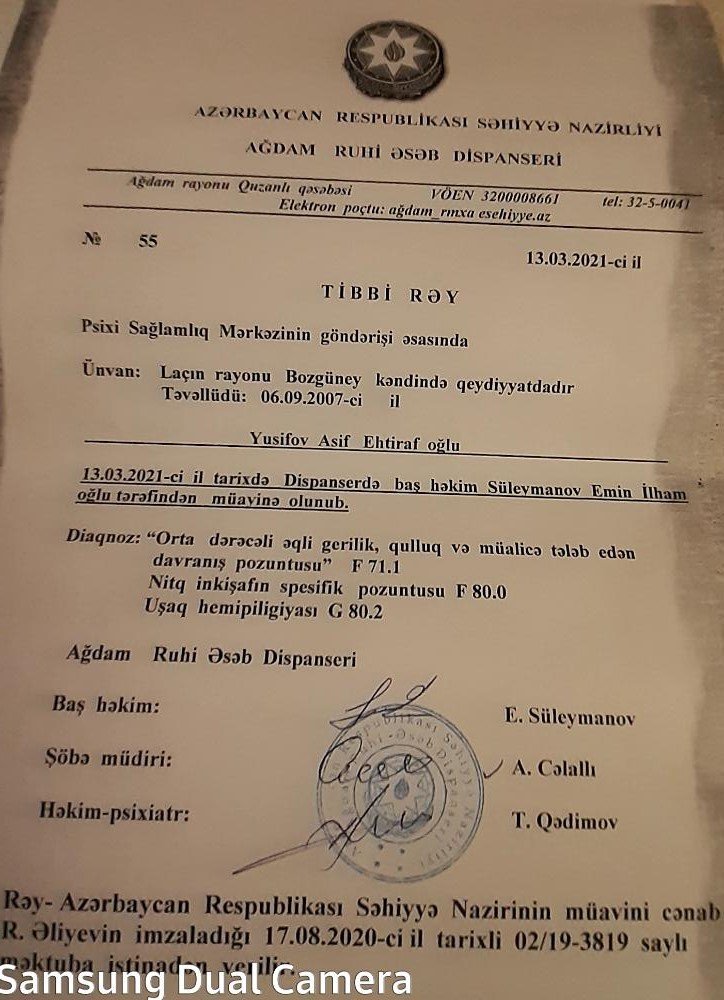 AZƏRBAYCAN RESPUBLİKASI SƏHİYYƏ NAZİRLİYİ
AĞDAM RUHİ ƏSƏB DİSPANSERİ
Ağdam rayonu Quzanlı qəsəbəsi VÖEN 3200008661 tel: 32-5-0041
Elektron poçtu: ağdam_rmxa esehiyye.az
№ 55
13.03.2021-ci il
TİBBİ RƏY
Psixi Sağlamlıq Mərkəzinin göndərişi əsasında
Ünvan: Laçın rayonu Bozgüney kəndində qeydiyyatdadır
Təvəllüdü: 06.09.2007-ci il
Yusifov Asif Ehtiraf oğlu
13.03.2021-ci il tarixdə Dispanserdə baş həkim Süleymanov Emin İlham
oğlu tərəfindən müayinə olunub.
Diaqnoz: “Orta dərəcəli əqli gerilik, qulluq və müalicə tələb edən
davranış pozuntusu” F 71.1
Nitq inkişafın spesifik pozuntusu F 80.0
Uşaq hemipiligiyası G 80.2
Ağdam Ruhi Əsəb Dispanseri
Baş həkim: E. Süleymanov
Şöbə müdiri: A. Cəlallı
Həkim-psixiatr: T. Qədimov
Rəy- Azərbaycan Respublikası Səhiyyə Nazirinin müavini cənab
R. Əliyevin imzaladığı 17.08.2020-ci il tarixli 02/19-3819 saylı
məktuba istinadən verilir.
Samsung Dual Camera